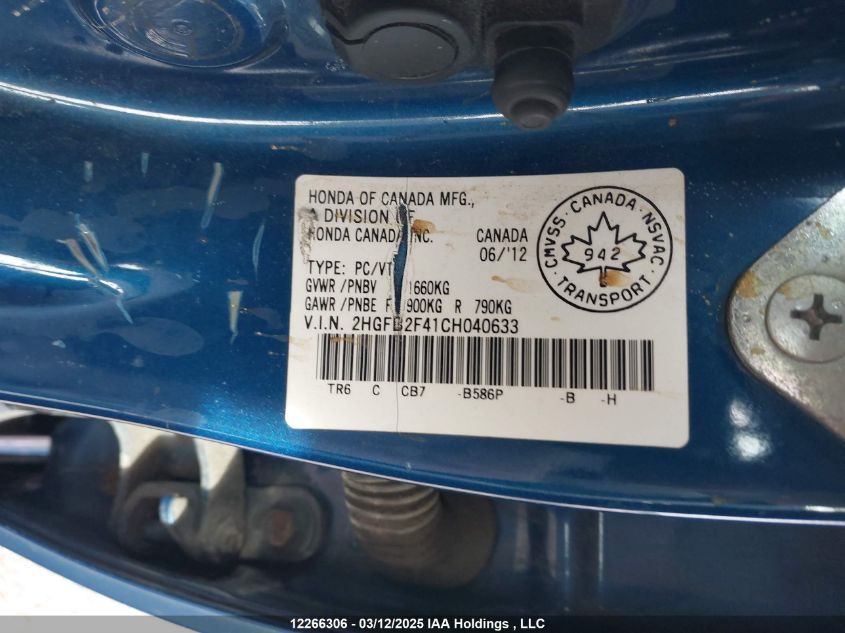 HONDA OF CANADA MFG.,
A DIVISION OF
HONDA CANADA INC. CANADA
06/'12
TYPE: PC/VT
GVWR/PNBV 1660KG
GAWR/PNBE F 900KG R 790KG
V.I.N. 2HGFB2F41CH040633
TR6 C CB7 -B586P -B -H
CMVSS · CANADA · NSVAC
942
· TRANSPORT ·
12266306 - 03/12/2025 IAA Holdings , LLC